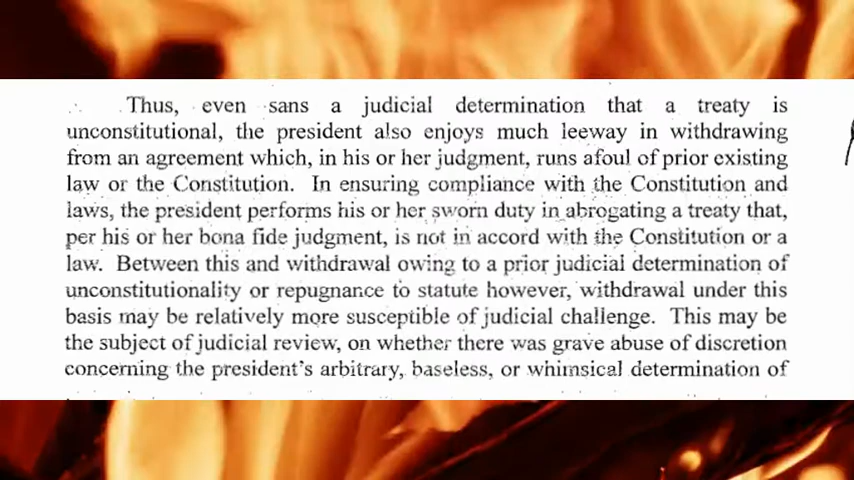 Thus, even sans a judicial determination that a treaty is
unconstitutional, the president also enjoys much leeway in withdrawing
from an agreement which, in his or her judgment, runs afoul of prior existing
law or the Constitution. In ensuring compliance with the Constitution and
laws, the president performs his or her sworn duty in abrogating a treaty that,
per his or her bona fide judgment, is not in accord with the Constitution or a
law. Between this and withdrawal owing to a prior judicial determination of
unconstitutionality or repugnance to statute however, withdrawal under this
basis may be relatively more susceptible of judicial challenge. This may be
the subject of judicial review, on whether there was grave abuse of discretion
concerning the president's arbitrary, baseless, or whimsical determination of